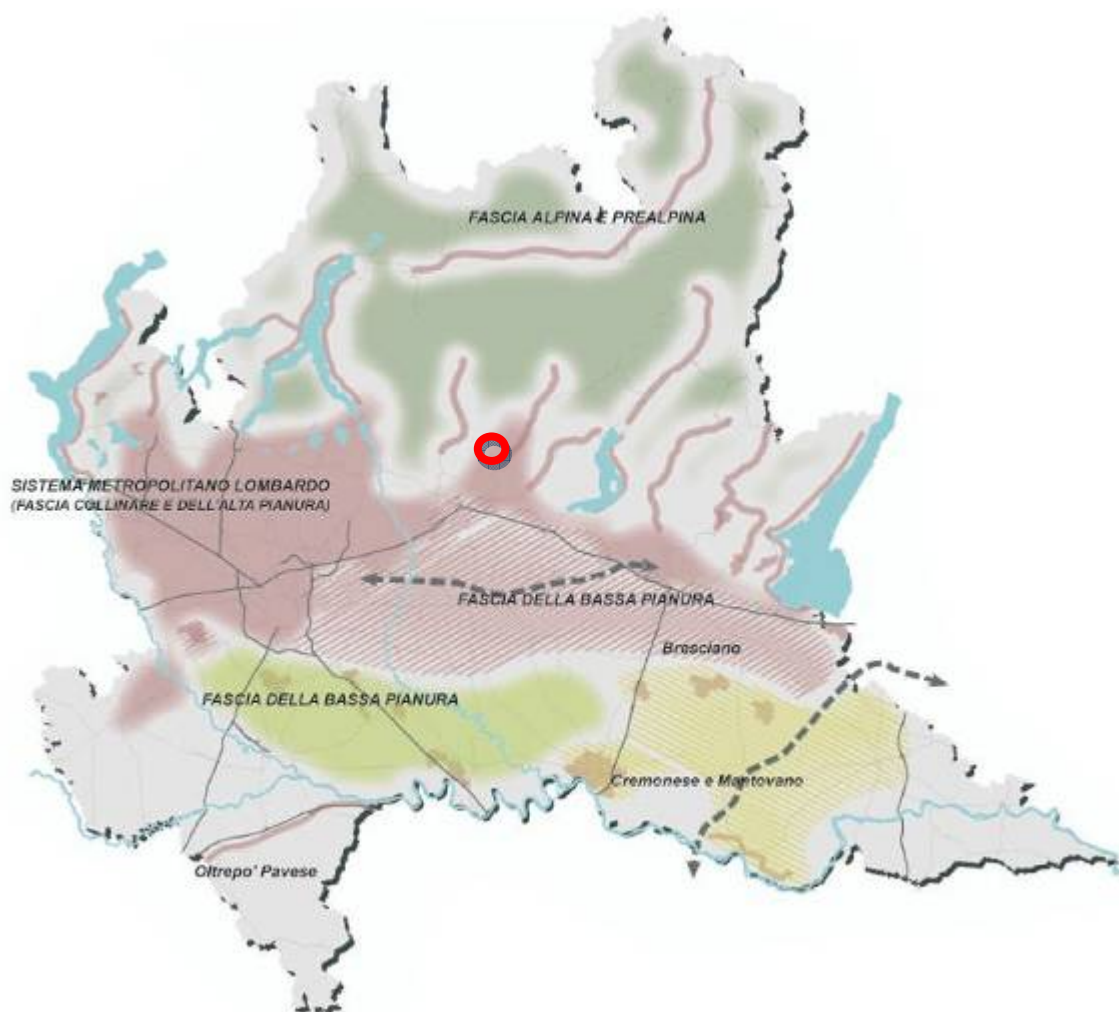 FASCIA ALPINA E PREALPINA
SISTEMA METROPOLITANO LOMBARDO
(FASCIA COLLINARE E DELL'ALTA PIANURA)
FASCIA DELLA BASSA PIANURA
Bresciano
FASCIA DELLA BASSA PIANURA
Cremonese e Mantovano
Oltrepo' Pavese